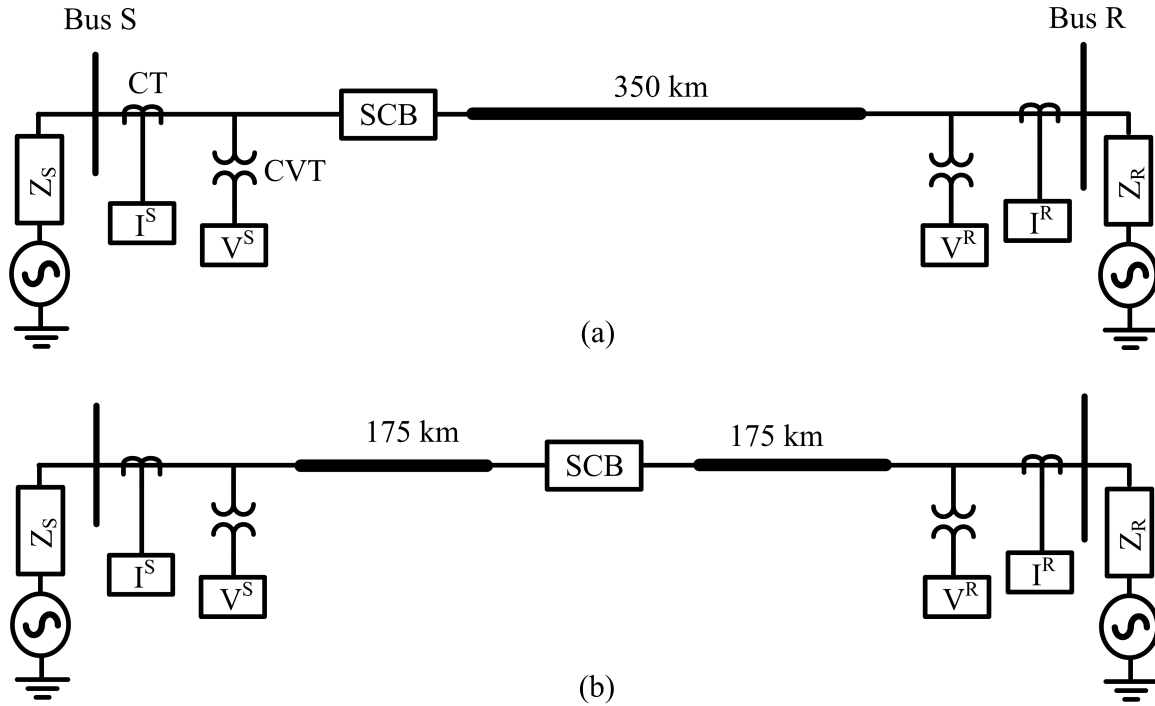 Bus S
Bus R
CT
350 km
SCB
CVT
Z_S
I^S
V^S
V^R
I^R
Z_R
(a)
175 km
SCB
175 km
Z_S
I^S
V^S
V^R
I^R
Z_R
(b)